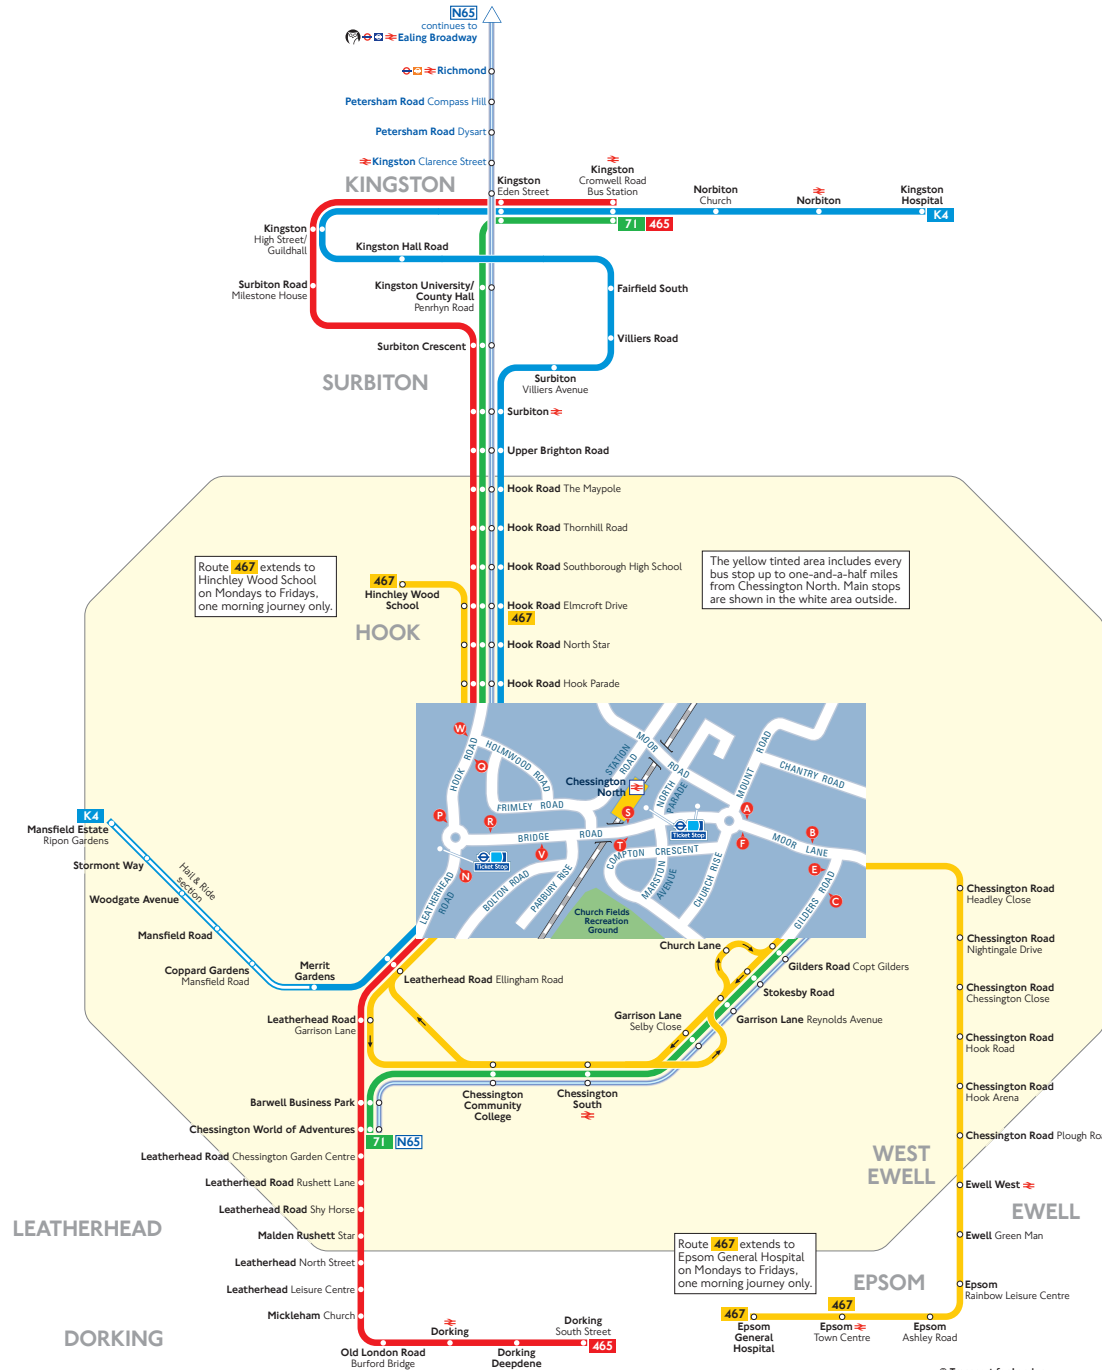 N65
continues to
Ealing Broadway
Richmond
Petersham Road Compass Hill
Petersham Road Dysart
Kingston Clarence Street
KINGSTON
Kingston
Eden Street
Kingston
Cromwell Road
Bus Station
71 465
Norbiton
Church
Norbiton
Kingston
Hospital
K4
Kingston
High Street/
Guildhall
Kingston Hall Road
Surbiton Road
Milestone House
Kingston University/
County Hall
Penrhyn Road
Fairfield South
Villiers Road
Surbiton Crescent
SURBITON
Surbiton
Villiers Avenue
Surbiton
Upper Brighton Road
Hook Road The Maypole
Hook Road Thornhill Road
Hook Road Southborough High School
Route 467 extends to
Hinchley Wood School
on Mondays to Fridays,
one morning journey only.
The yellow tinted area includes every
bus stop up to one-and-a-half miles
from Chessington North. Main stops
are shown in the white area outside.
467
Hinchley Wood
School
Hook Road Elmcroft Drive
467
HOOK
Hook Road North Star
Hook Road Hook Parade
W
Q
P
R
N
V
S
T
A
F
B
E
C
HOOK ROAD
HOLMWOOD ROAD
FRIMLEY ROAD
STATION ROAD
MOOR ROAD
NORTH PARADE
MOUNT ROAD
CHANTRY ROAD
Chessington
North
Ticket Stop
BRIDGE ROAD
COMPTON CRESCENT
MOOR LANE
Ticket Stop
LEATHERHEAD ROAD
BOLTON ROAD
PARBURY RISE
MARSTON AVENUE
CHURCH RISE
GILDERS ROAD
Church Fields
Recreation
Ground
K4
Mansfield Estate
Ripon Gardens
Stormont Way
Hail & Ride
section
Woodgate Avenue
Mansfield Road
Coppard Gardens
Mansfield Road
Merrit
Gardens
Leatherhead Road Ellingham Road
Leatherhead Road
Garrison Lane
Church Lane
Gilders Road Copt Gilders
Stokesby Road
Garrison Lane
Selby Close
Garrison Lane Reynolds Avenue
Chessington
Community
College
Chessington
South
Barwell Business Park
Chessington World of Adventures
71 N65
Leatherhead Road Chessington Garden Centre
Leatherhead Road Rushett Lane
Leatherhead Road Shy Horse
Malden Rushett Star
LEATHERHEAD
Leatherhead North Street
Leatherhead Leisure Centre
Mickleham Church
DORKING
Old London Road
Burford Bridge
Dorking
Dorking
Deepdene
Dorking
South Street
465
Chessington Road
Headley Close
Chessington Road
Nightingale Drive
Chessington Road
Chessington Close
Chessington Road
Hook Road
Chessington Road
Hook Arena
Chessington Road Plough Ro
WEST
EWELL
Ewell West
EWELL
Ewell Green Man
Route 467 extends to
Epsom General Hospital
on Mondays to Fridays,
one morning journey only.
EPSOM
Epsom
Rainbow Leisure Centre
467
Epsom
General
Hospital
467
Epsom
Town Centre
Epsom
Ashley Road